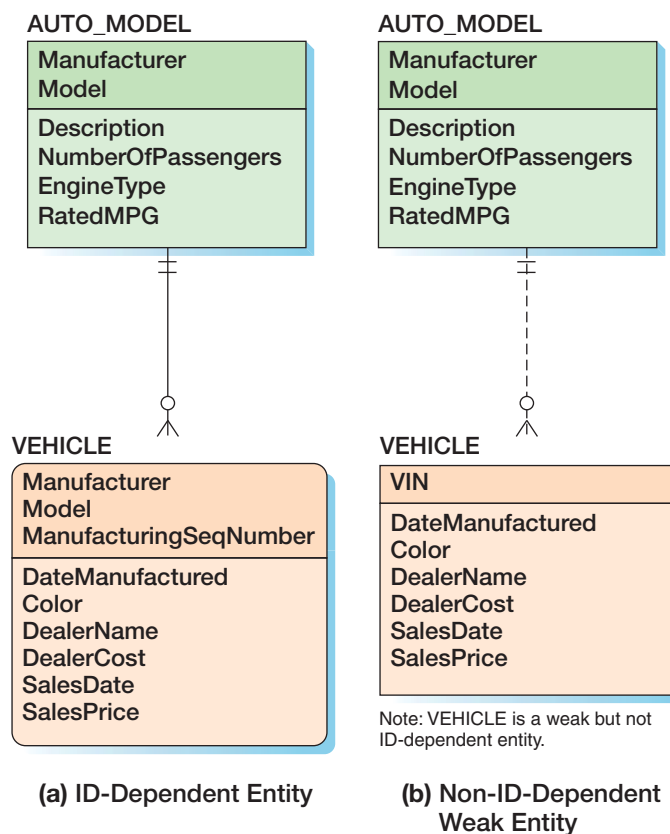 AUTO_MODEL
Manufacturer
Model
Description
NumberOfPassengers
EngineType
RatedMPG
VEHICLE
Manufacturer
Model
ManufacturingSeqNumber
DateManufactured
Color
DealerName
DealerCost
SalesDate
SalesPrice
(a) ID-Dependent Entity
AUTO_MODEL
Manufacturer
Model
Description
NumberOfPassengers
EngineType
RatedMPG
VEHICLE
VIN
DateManufactured
Color
DealerName
DealerCost
SalesDate
SalesPrice
Note: VEHICLE is a weak but not
ID-dependent entity.
(b) Non-ID-Dependent
Weak Entity